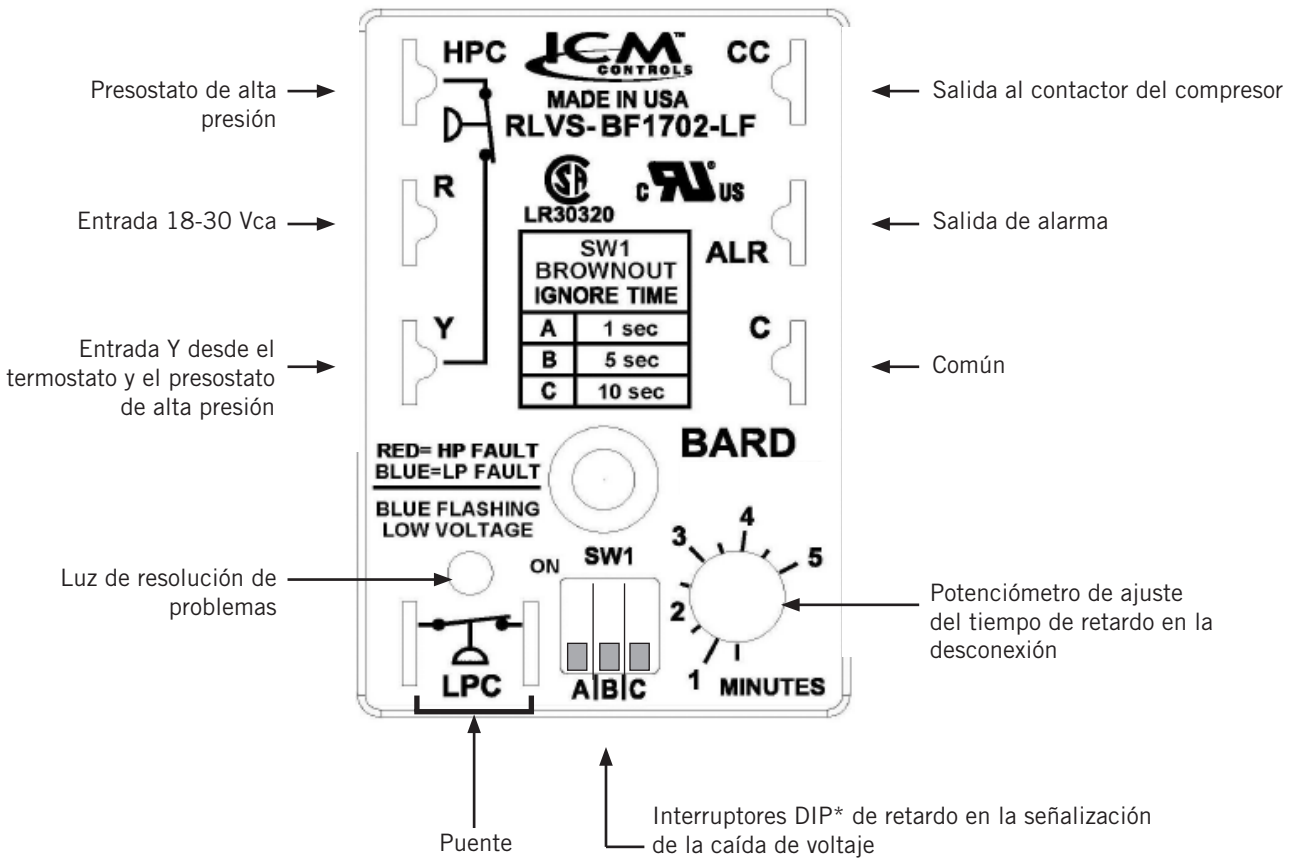 HPC
ICM™
CONTROLS
CC
MADE IN USA
RLVS-BF1702-LF
Presostato de alta
presión
Salida al contactor del compresor
R
LR30320
C
US
Entrada 18-30 Vca
Salida de alarma
SW1
BROWNOUT
IGNORE TIME
ALR
A 1 sec
B 5 sec
C 10 sec
Y
C
Entrada Y desde el
termostato y el presostato
de alta presión
Común
RED= HP FAULT
BLUE=LP FAULT
BARD
BLUE FLASHING
LOW VOLTAGE
ON
SW1
Luz de resolución de
problemas
1
2
3
4
5
MINUTES
Potenciómetro de ajuste
del tiempo de retardo en la
desconexión
LPC
A|B|C
Puente
Interruptores DIP* de retardo en la señalización
de la caída de voltaje